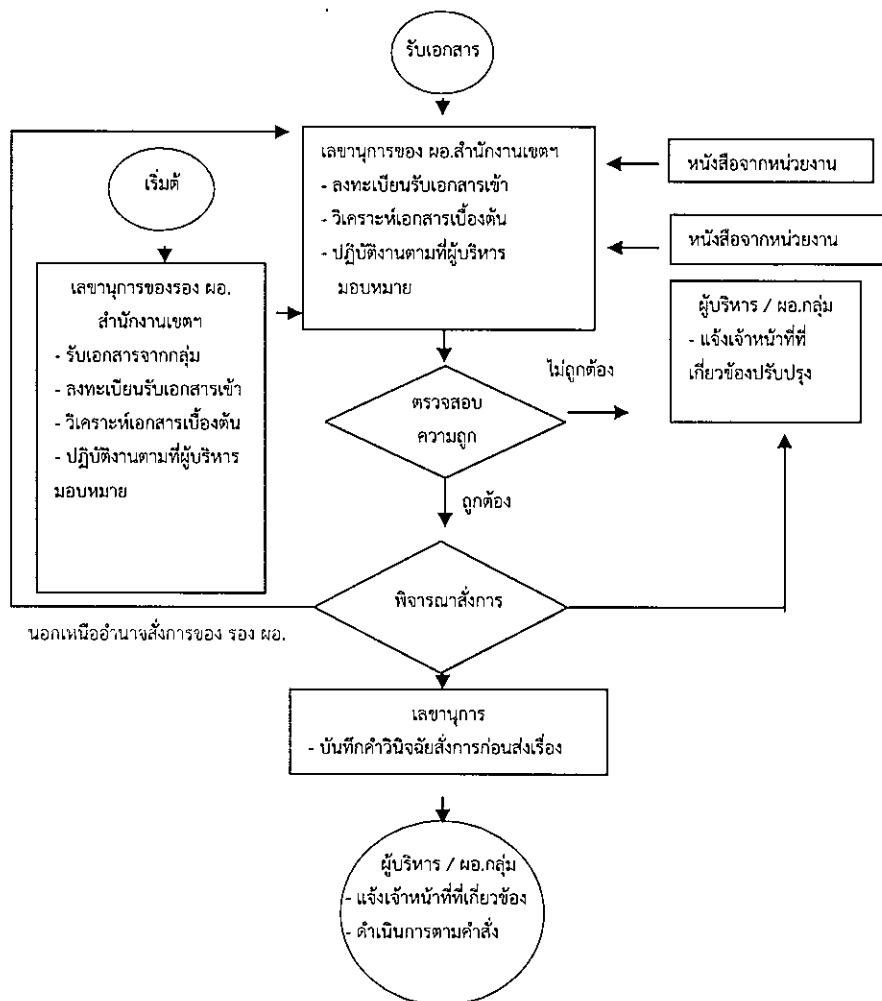 รับเอกสาร
เลขานุการของ ผอ.สำนักงานเขตฯ
- ลงทะเบียนรับเอกสารเข้า
- วิเคราะห์เอกสารเบื้องต้น
- ปฏิบัติงานตามที่ผู้บริหาร
มอบหมาย
หนังสือจากหน่วยงาน
หนังสือจากหน่วยงาน
เริ่มต้
เลขานุการของรอง ผอ.
สำนักงานเขตฯ
- รับเอกสารจากกลุ่ม
- ลงทะเบียนรับเอกสารเข้า
- วิเคราะห์เอกสารเบื้องต้น
- ปฏิบัติงานตามที่ผู้บริหาร
มอบหมาย
ผู้บริหาร / ผอ.กลุ่ม
- แจ้งเจ้าหน้าที่ที่
เกี่ยวข้องปรับปรุง
ไม่ถูกต้อง
ตรวจสอบ
ความถูก
ถูกต้อง
พิจารณาสั่งการ
นอกเหนืออำนาจสั่งการของ รอง ผอ.
เลขานุการ
- บันทึกคำวินิจฉัยสั่งการก่อนส่งเรื่อง
ผู้บริหาร / ผอ.กลุ่ม
- แจ้งเจ้าหน้าที่ที่เกี่ยวข้อง
- ดำเนินการตามคำสั่ง